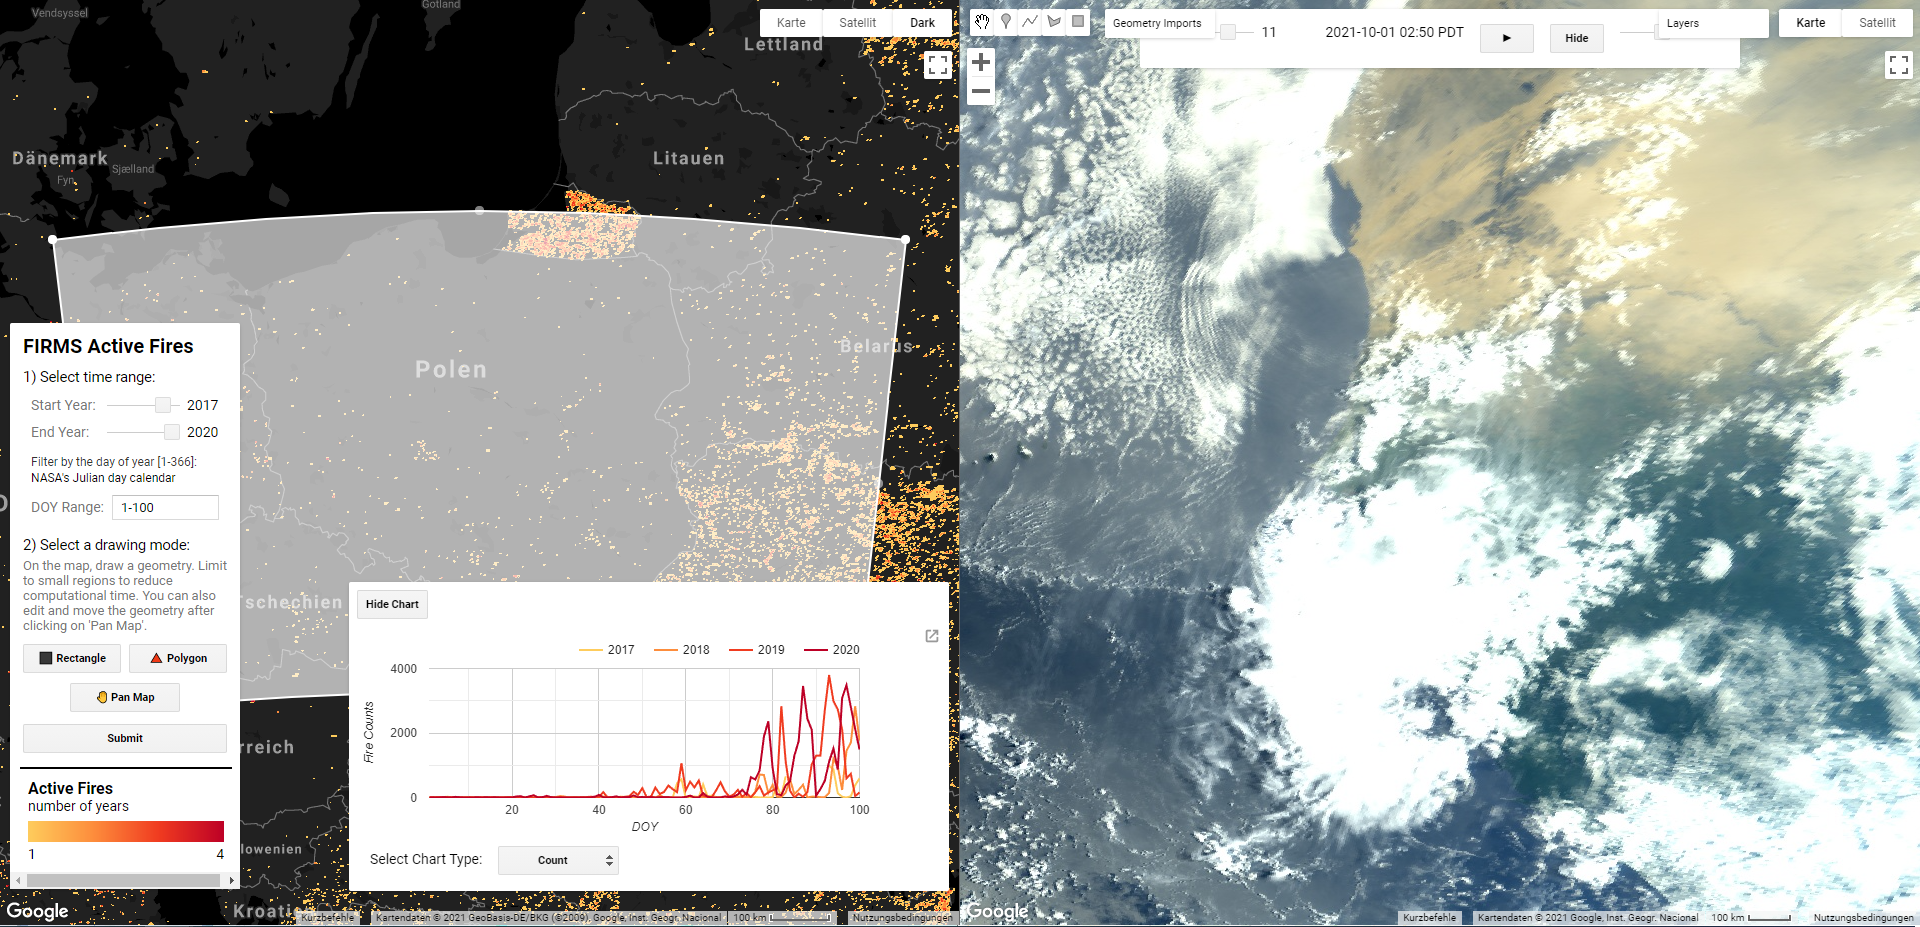 Vendsyssel
Gotland
Karte
Satellit
Dark
Lettland
Dänemark
Sjælland
Fyn
Litauen
Polen
Belarus
FIRMS Active Fires
1) Select time range:
Start Year:
2017
End Year:
2020
Filter by the day of year [1-366]:
NASA's Julian day calendar
DOY Range:
1-100
2) Select a drawing mode:
On the map, draw a geometry. Limit
to small regions to reduce
computational time. You can also
edit and move the geometry after
clicking on 'Pan Map'.
Rectangle
Polygon
Pan Map
Submit
Active Fires
number of years
1
4
schechien
rreich
lowenien
Kroati
Hide Chart
2017
2018
2019
2020
4000
2000
0
Fire Counts
20
40
60
80
100
DOY
Select Chart Type:
Count
Google
Kurzbefehle
Kartendaten © 2021 GeoBasis-DE/BKG (©2009), Google, Inst. Geogr. Nacional
100 km
Nutzungsbedingungen
Geometry Imports
11
2021-10-01 02:50 PDT
Hide
Layers
Karte
Satellit
Google
Kurzbefehle
Kartendaten © 2021 Google, Inst. Geogr. Nacional
100 km
Nutzungsbedingungen